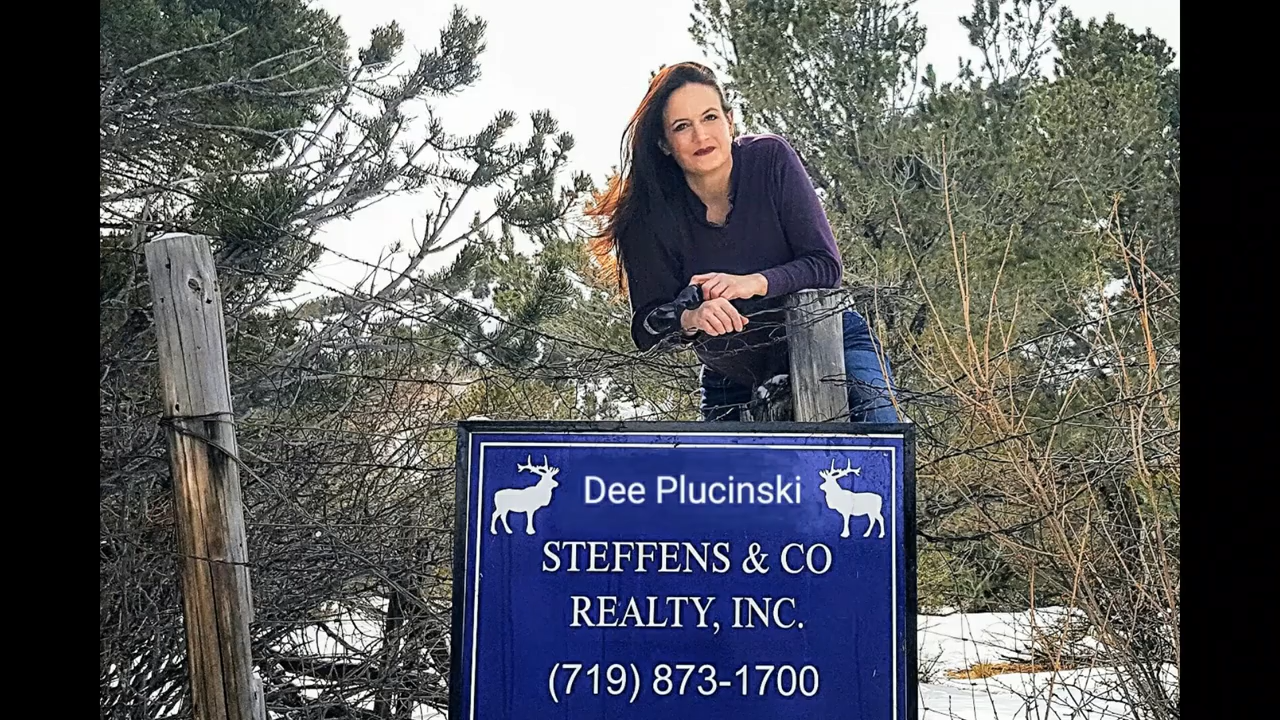 Dee Plucinski
STEFFENS & CO
REALTY, INC.
(719) 873-1700